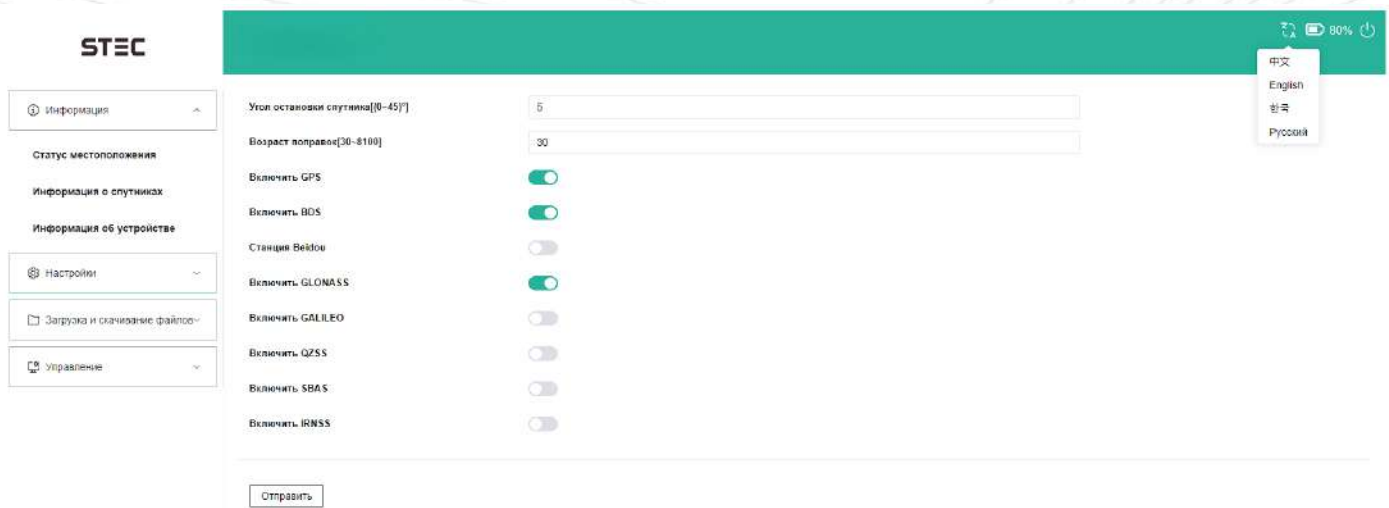 STEC
80%
中文
English
한국
Русский
Информация
Статус местоположения
Информация о спутниках
Информация об устройстве
Настройки
Загрузка и скачивание файлов
Управление
Угол остановки спутника[(0~45)°]
5
Возраст поправок[30~8100]
30
Включить GPS
Включить BDS
Станция Beidou
Включить GLONASS
Включить GALILEO
Включить QZSS
Включить SBAS
Включить IRNSS
Отправить